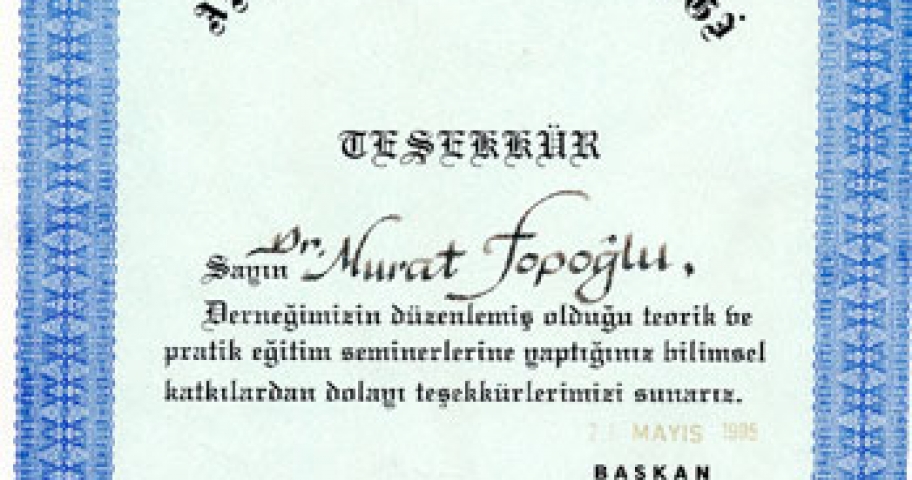 TEŞEKKÜR
Sayın Dr. Murat Topoğlu.
Derneğimizin düzenlemiş olduğu teorik ve
pratik eğitim seminerlerine yaptığınız bilimsel
katkılardan dolayı teşekkürlerimizi sunarız.
MAYIS 1995
BAŞKAN